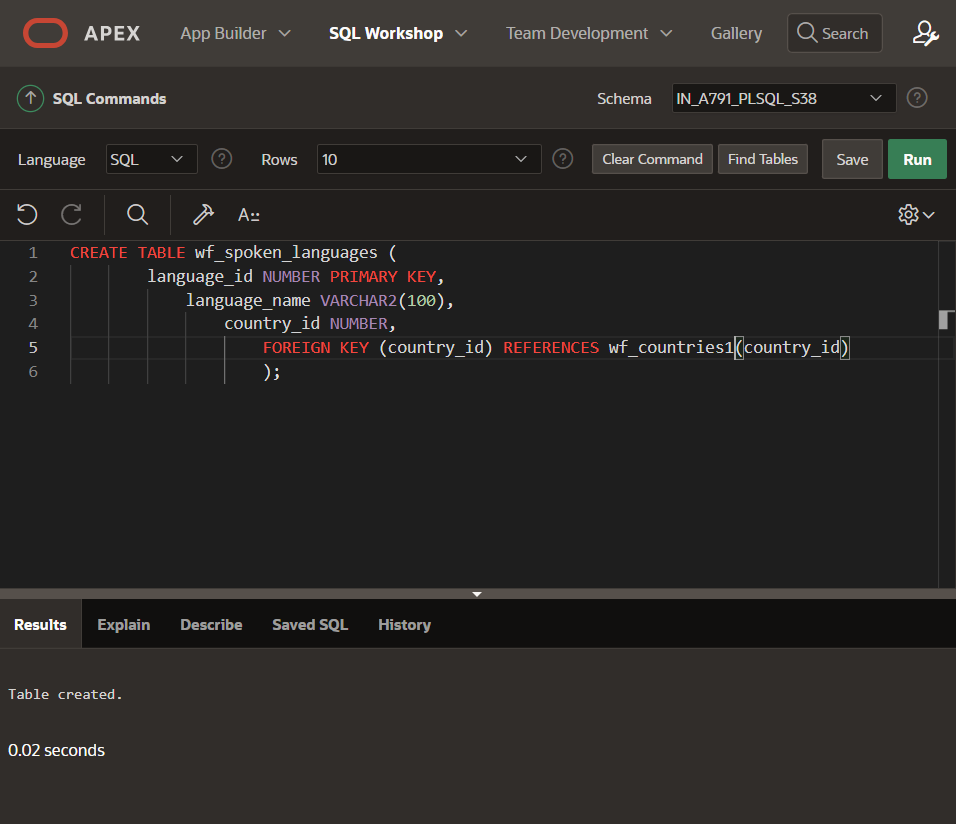 APEX App Builder SQL Workshop Team Development Gallery Search
SQL Commands Schema IN_A791_PLSQL_S38 ?
Language SQL ? Rows 10 ? Clear Command Find Tables Save Run
A::
1 CREATE TABLE wf_spoken_languages (
2 language_id NUMBER PRIMARY KEY,
3 language_name VARCHAR2(100),
4 country_id NUMBER,
5 FOREIGN KEY (country_id) REFERENCES wf_countries1(country_id)
6 );
Results Explain Describe Saved SQL History
Table created.
0.02 seconds